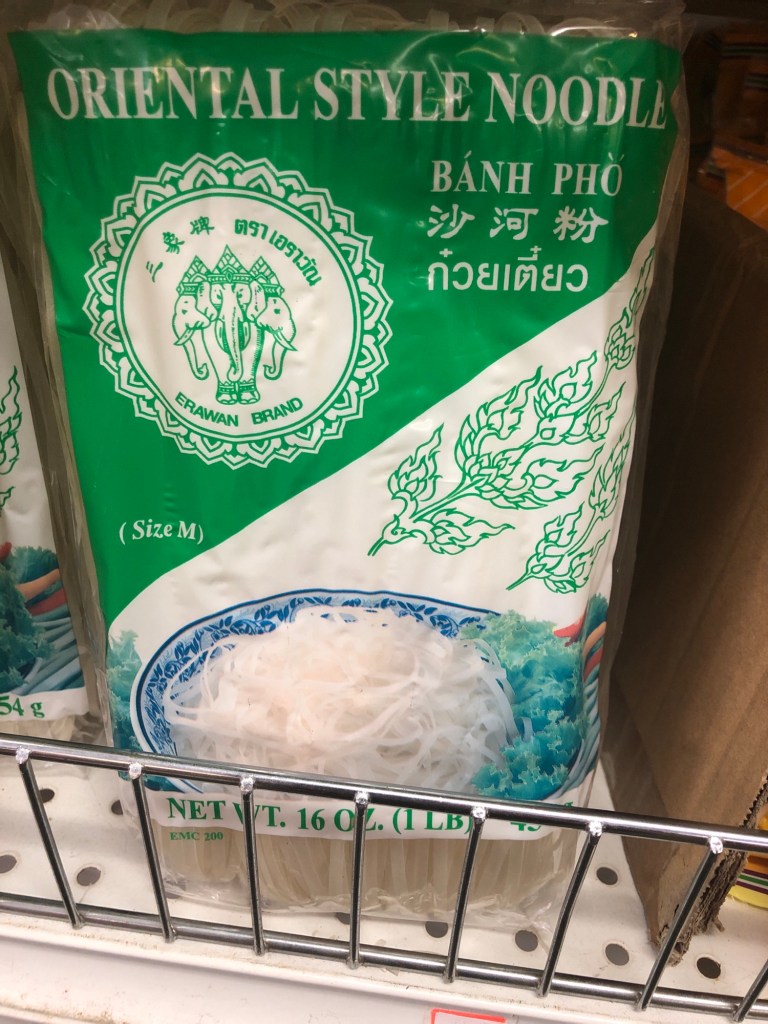 ORIENTAL STYLE NOODLE
BÁNH PHỞ
沙河粉
ก๋วยเตี๋ยว
三象牌 ตราเอราวัณ
ERAWAN BRAND
(Size M)
54 g
NET WT. 16 OZ. (1 LB)
EMC 200